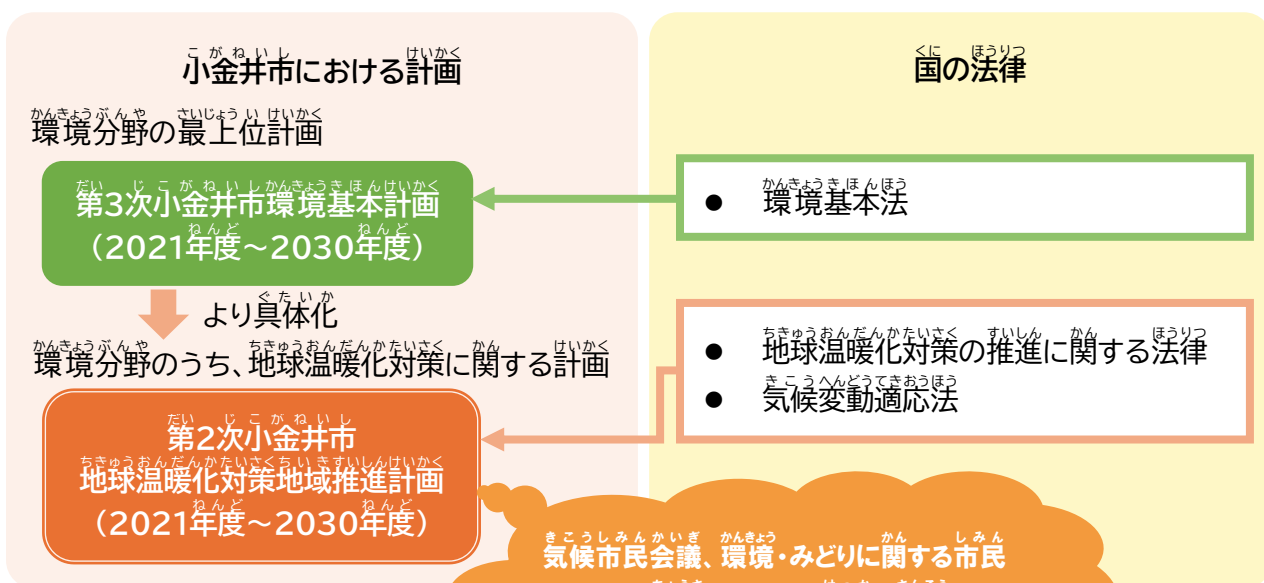 小金井市における計画
環境分野の最上位計画
第3次小金井市環境基本計画
(2021年度~2030年度)
より具体化
環境分野のうち、地球温暖化対策に関する計画
第2次小金井市
地球温暖化対策地域推進計画
(2021年度~2030年度)
国の法律
● 環境基本法
● 地球温暖化対策の推進に関する法律
● 気候変動適応法
気候市民会議、環境・みどりに関する市民